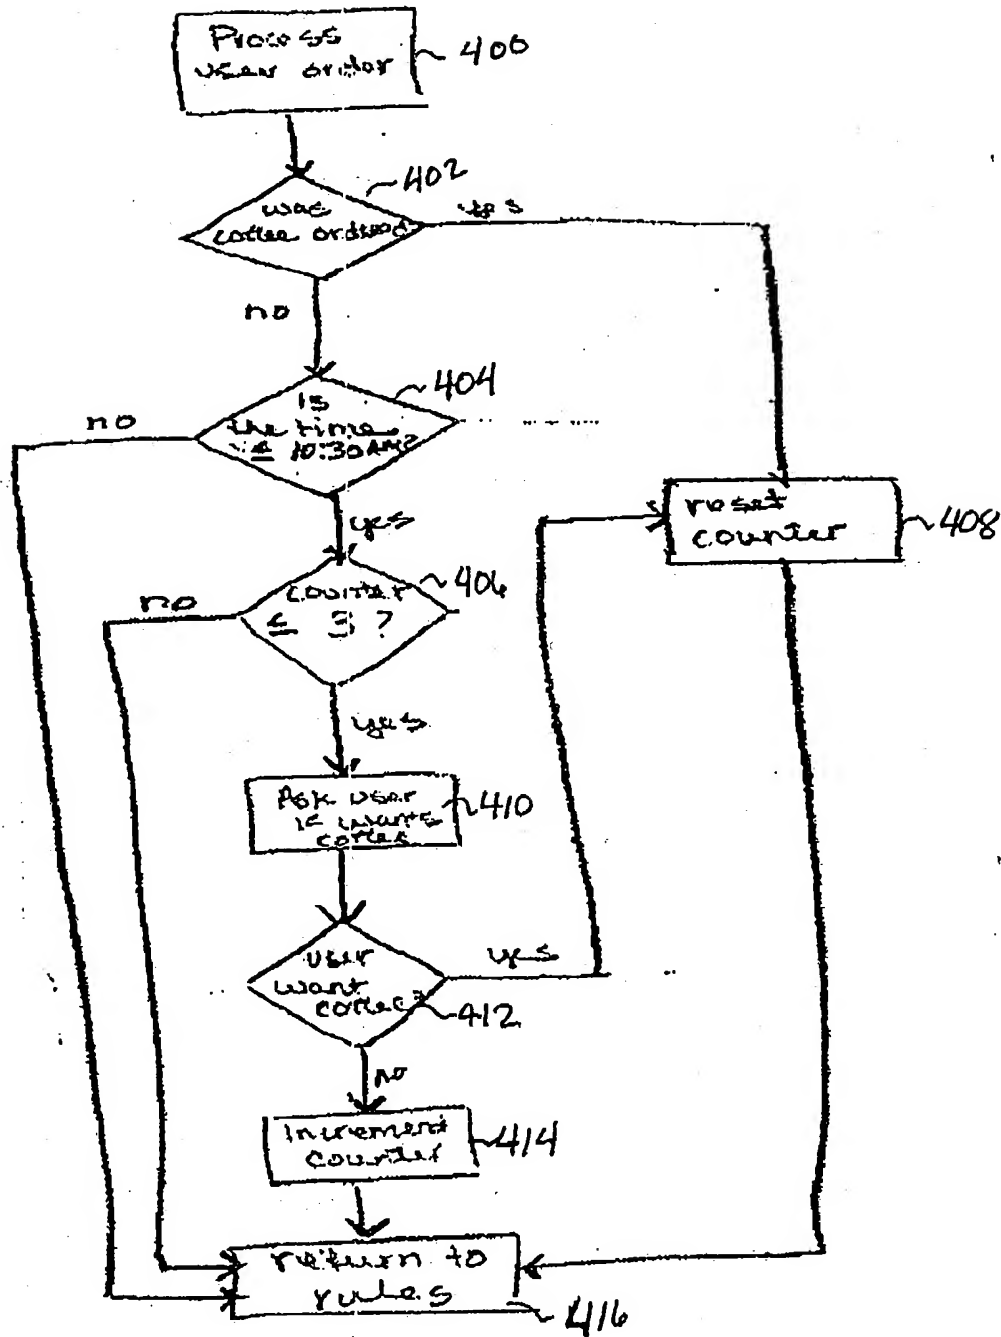 Process
user order
400
402
was
coffee ordered
yes
no
404
Is
the time
≤ 10:30 AM?
no
yes
reset
counter
408
406
counter
≤ 3 ?
no
yes
Ask user
if wants
coffee
410
user
want
coffee?
yes
412
no
Increment
counter
414
return to
rules
416